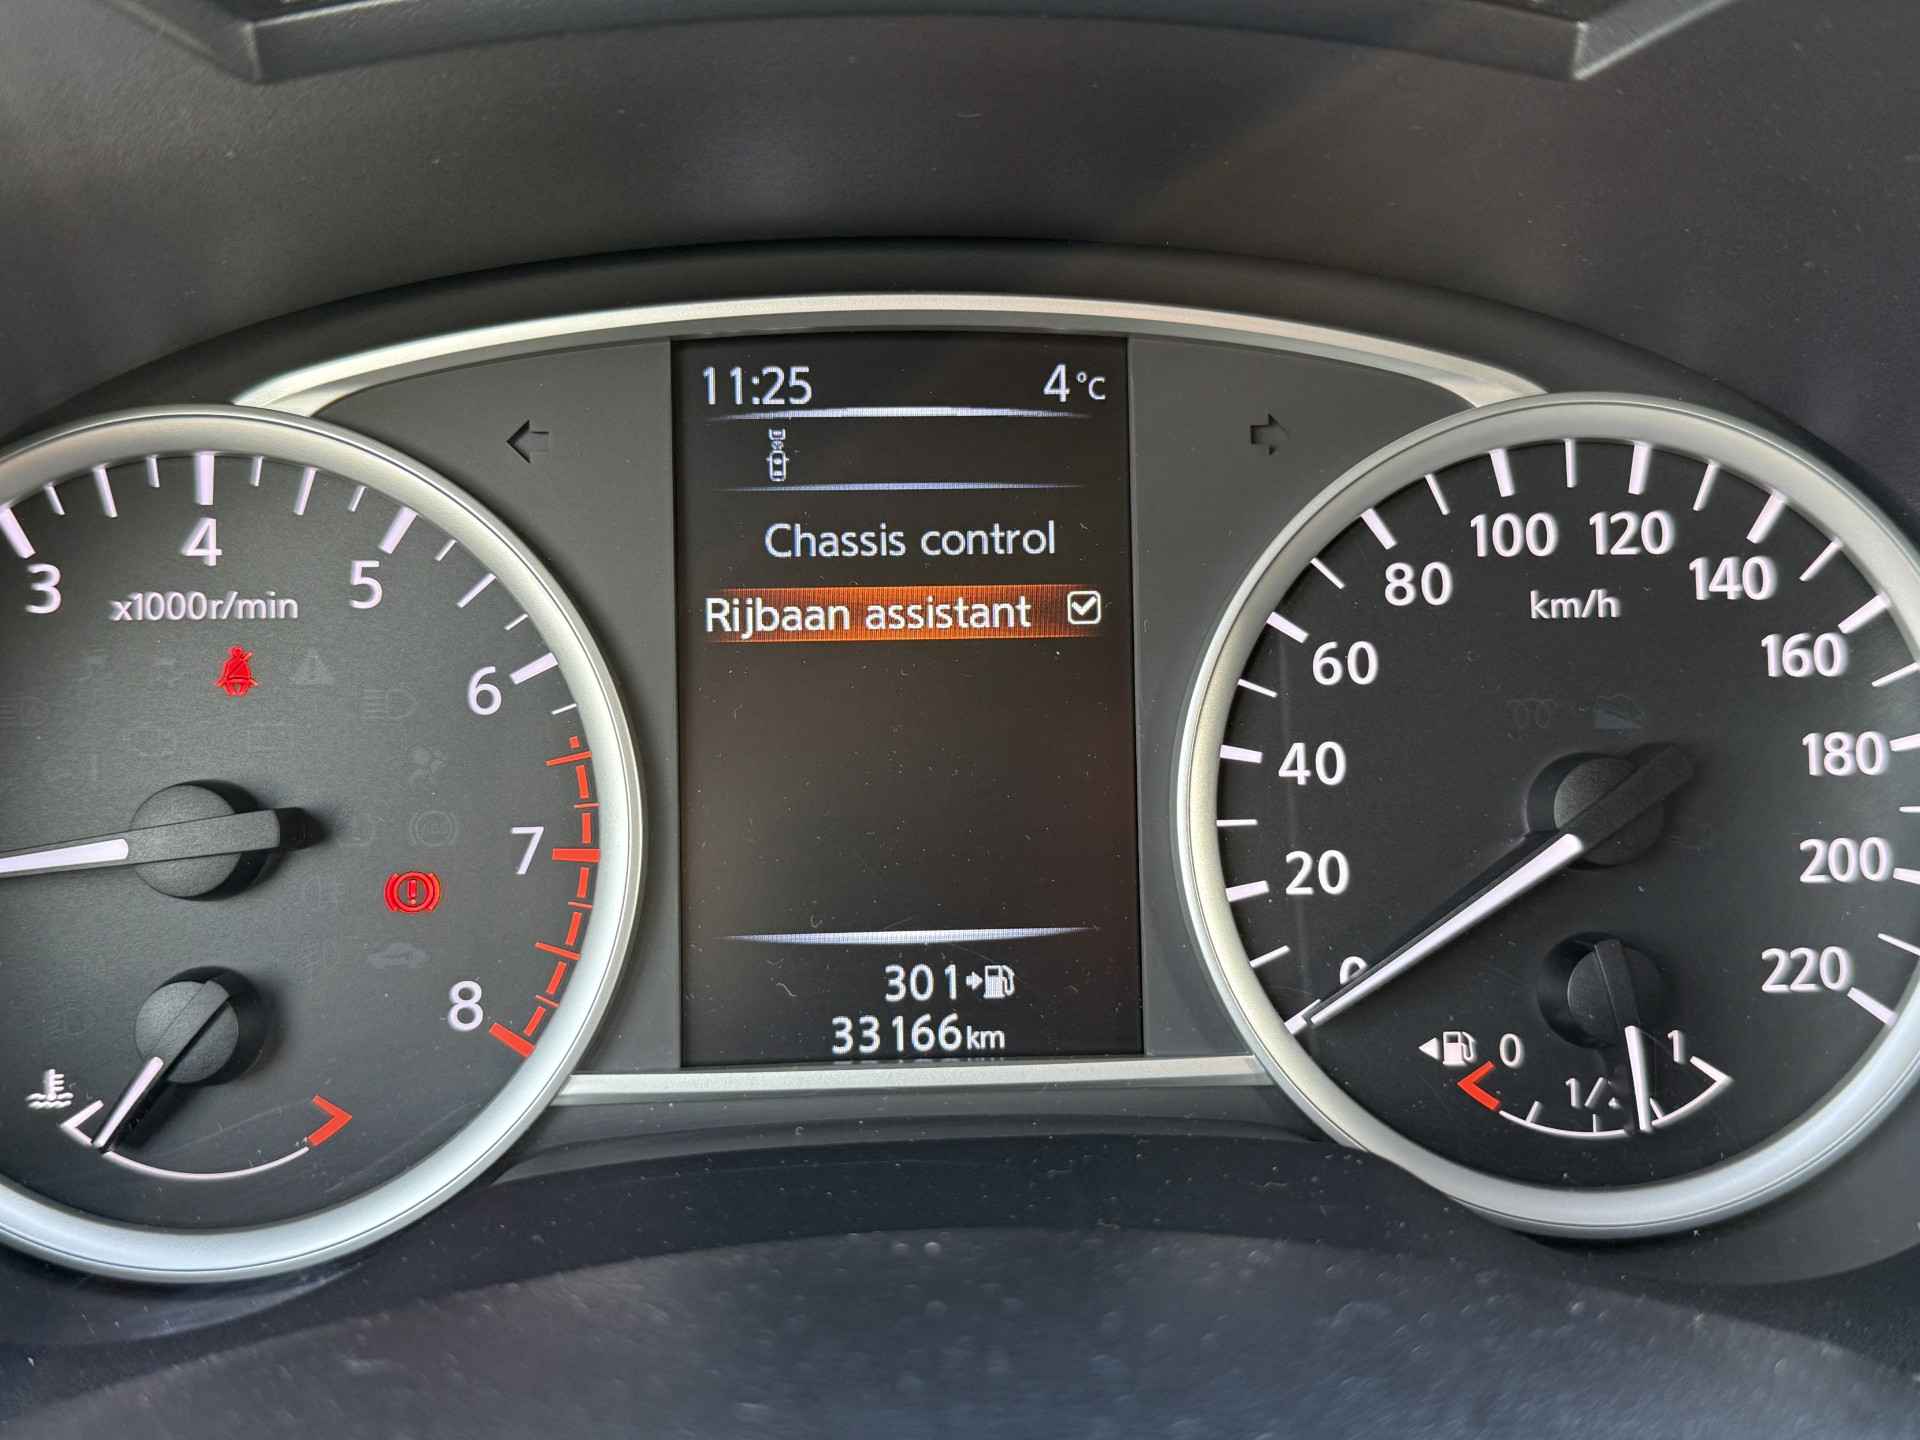 11:25 4°C
Chassis control
Rijbaan assistant
301
33166km
3 4 5 6 7 8
x1000r/min
0 20 40 60 80 100 120 140 160 180 200 220
km/h
0 1/2 1